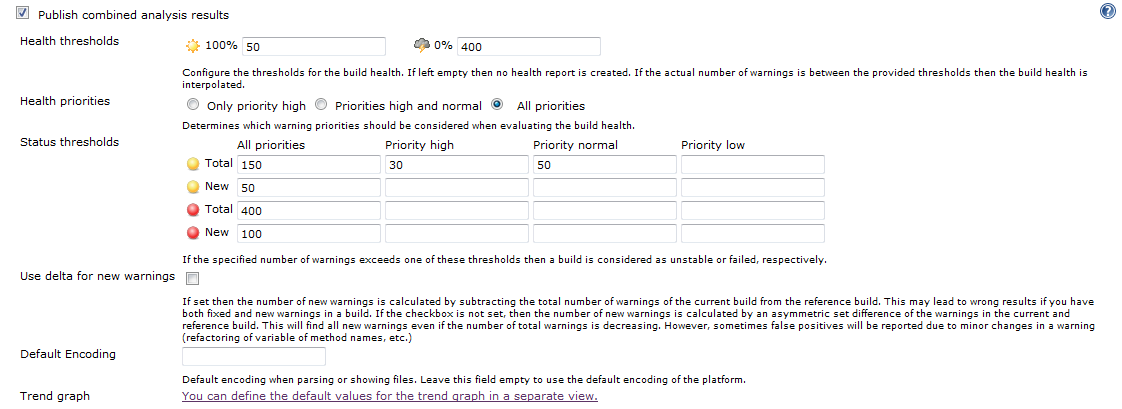 Publish combined analysis results
Health thresholds 100% 50 0% 400
Configure the thresholds for the build health. If left empty then no health report is created. If the actual number of warnings is between the provided thresholds then the build health is
interpolated.
Health priorities Only priority high Priorities high and normal All priorities
Determines which warning priorities should be considered when evaluating the build health.
Status thresholds All priorities Priority high Priority normal Priority low
Total 150 30 50
New 50
Total 400
New 100
If the specified number of warnings exceeds one of these thresholds then a build is considered as unstable or failed, respectively.
Use delta for new warnings
If set then the number of new warnings is calculated by subtracting the total number of warnings of the current build from the reference build. This may lead to wrong results if you have
both fixed and new warnings in a build. If the checkbox is not set, then the number of new warnings is calculated by an asymmetric set difference of the warnings in the current and
reference build. This will find all new warnings even if the number of total warnings is decreasing. However, sometimes false positives will be reported due to minor changes in a warning
(refactoring of variable of method names, etc.)
Default Encoding
Default encoding when parsing or showing files. Leave this field empty to use the default encoding of the platform.
Trend graph You can define the default values for the trend graph in a separate view.